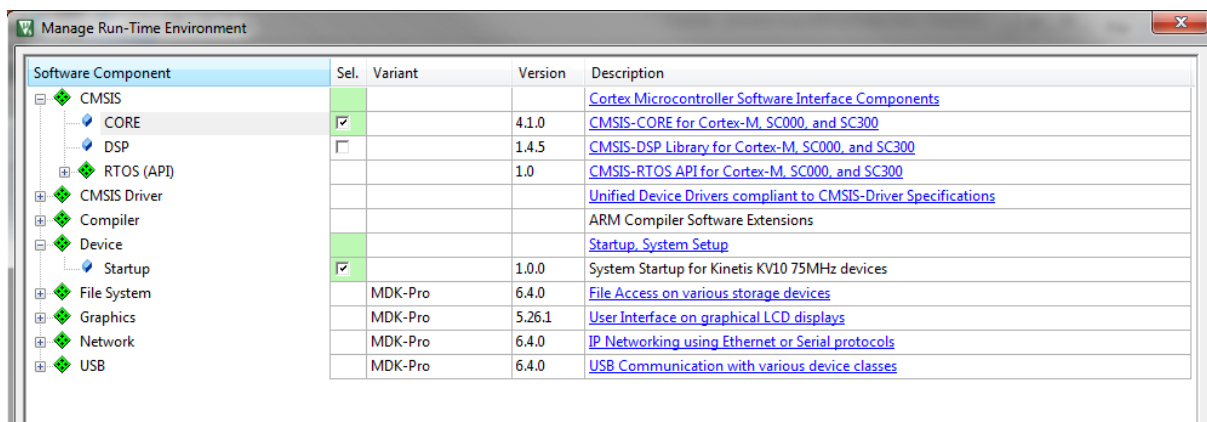 Manage Run-Time Environment
Software Component Sel. Variant Version Description
CMSIS Cortex Microcontroller Software Interface Components
CORE 4.1.0 CMSIS-CORE for Cortex-M, SC000, and SC300
DSP 1.4.5 CMSIS-DSP Library for Cortex-M, SC000, and SC300
RTOS (API) 1.0 CMSIS-RTOS API for Cortex-M, SC000, and SC300
CMSIS Driver Unified Device Drivers compliant to CMSIS-Driver Specifications
Compiler ARM Compiler Software Extensions
Device Startup, System Setup
Startup 1.0.0 System Startup for Kinetis KV10 75MHz devices
File System MDK-Pro 6.4.0 File Access on various storage devices
Graphics MDK-Pro 5.26.1 User Interface on graphical LCD displays
Network MDK-Pro 6.4.0 IP Networking using Ethernet or Serial protocols
USB MDK-Pro 6.4.0 USB Communication with various device classes